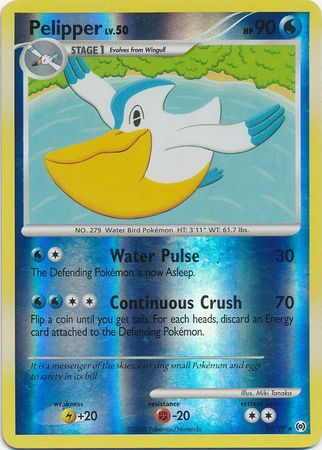 Pelipper LV.50 HP 90
STAGE 1 Evolves from Wingull
NO. 279 Water Bird Pokémon HT: 3'11" WT: 61.7 lbs.
Water Pulse 30
The Defending Pokémon is now Asleep.
Continuous Crush 70
Flip a coin until you get tails. For each heads, discard an Energy
card attached to the Defending Pokémon.
It is a messenger of the skies, carrying small Pokémon and eggs
to safety in its bill.
Illus. Miki Tanaka
weakness resistance retreat cost
+20 -20
©2009 Pokémon/Nintendo
/99